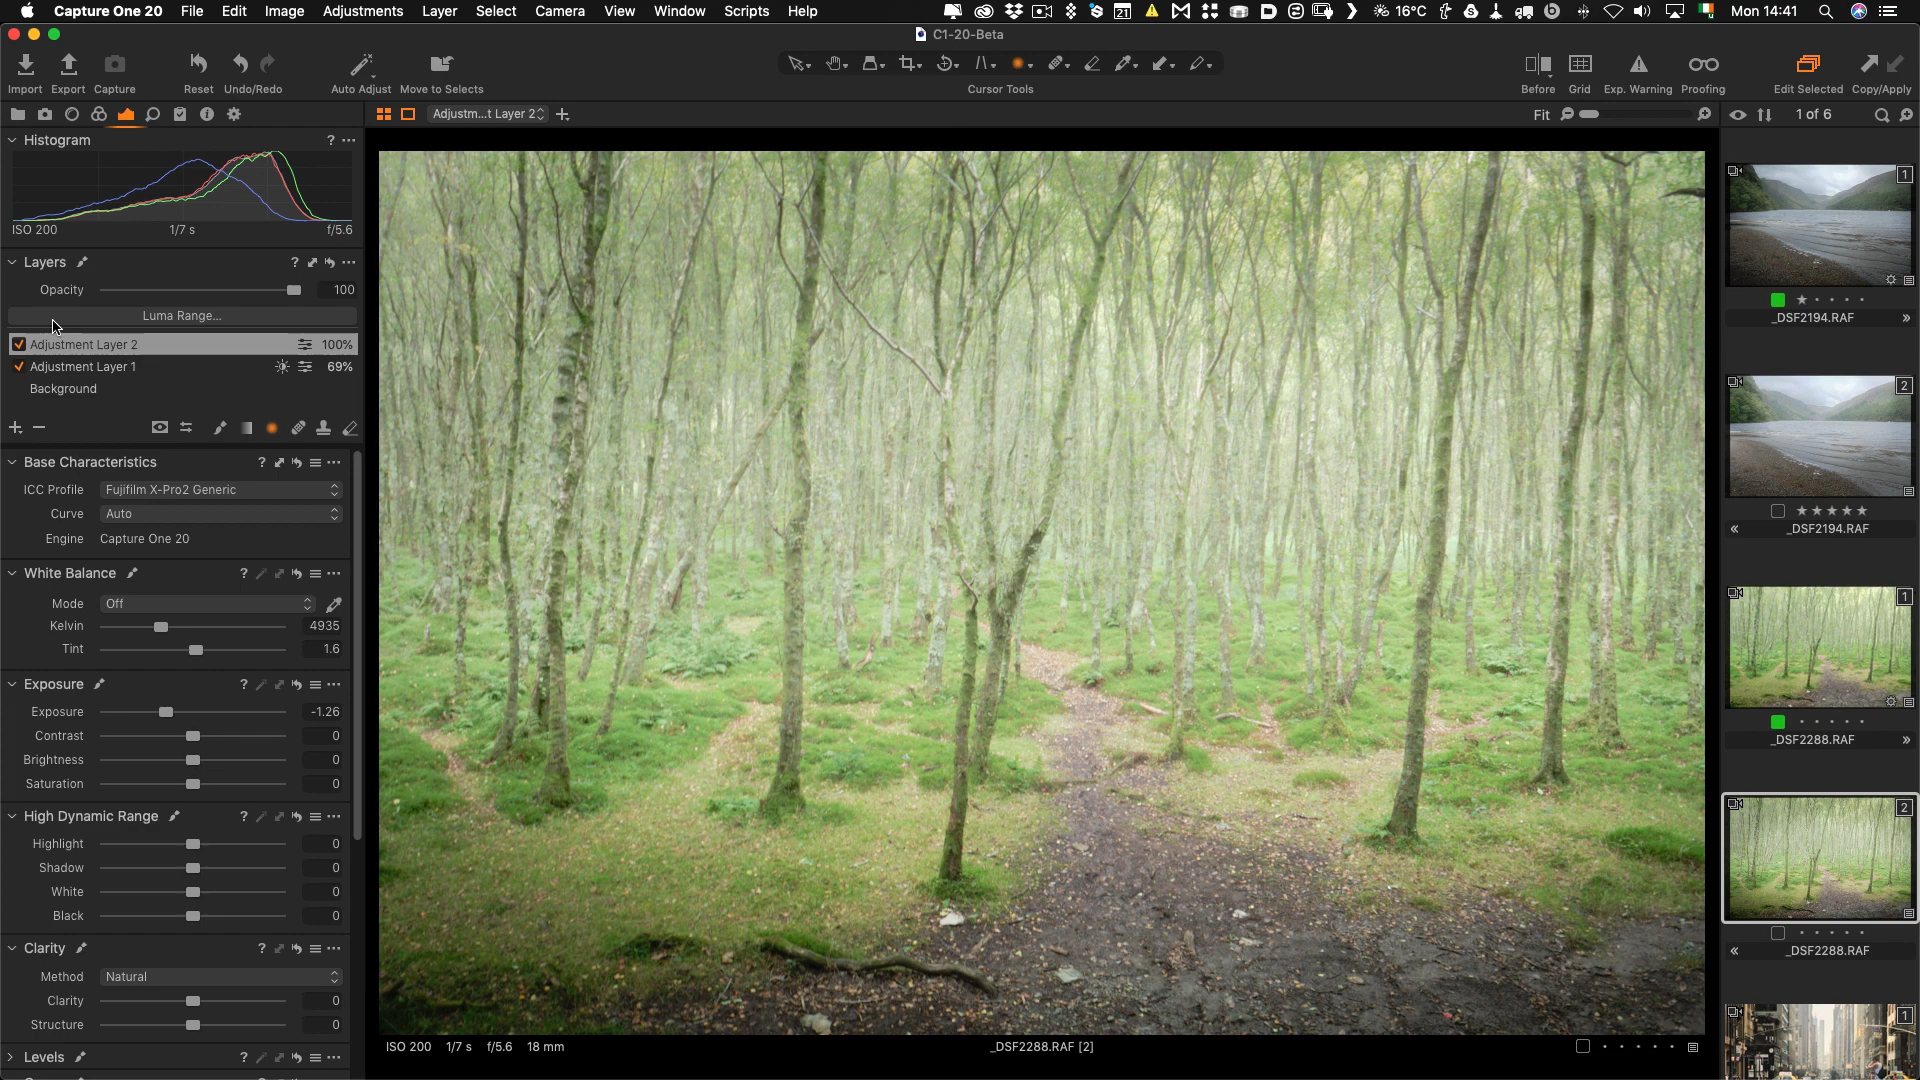 Capture One 20 File Edit Image Adjustments Layer Select Camera View Window Scripts Help 21 16°C Mon 14:41
C1-20-Beta
Import Export Capture Reset Undo/Redo Auto Adjust Move to Selects Cursor Tools Before Grid Exp. Warning Proofing Edit Selected Copy/Apply
Adjustm...t Layer 2 Fit 1 of 6
Histogram ? ...
ISO 200 1/7 s f/5.6
Layers ? ...
Opacity 100
Luma Range...
Adjustment Layer 2 100%
Adjustment Layer 1 69%
Background
Base Characteristics ? ...
ICC Profile Fujifilm X-Pro2 Generic
Curve Auto
Engine Capture One 20
White Balance ? ...
Mode Off
Kelvin 4935
Tint 1.6
Exposure ? ...
Exposure -1.26
Contrast 0
Brightness 0
Saturation 0
High Dynamic Range ? ...
Highlight 0
Shadow 0
White 0
Black 0
Clarity ? ...
Method Natural
Clarity 0
Structure 0
Levels ? ...
ISO 200 1/7 s f/5.6 18 mm _DSF2288.RAF [2]
1
_DSF2194.RAF »
2
« _DSF2194.RAF
1
_DSF2288.RAF »
2
« _DSF2288.RAF
1